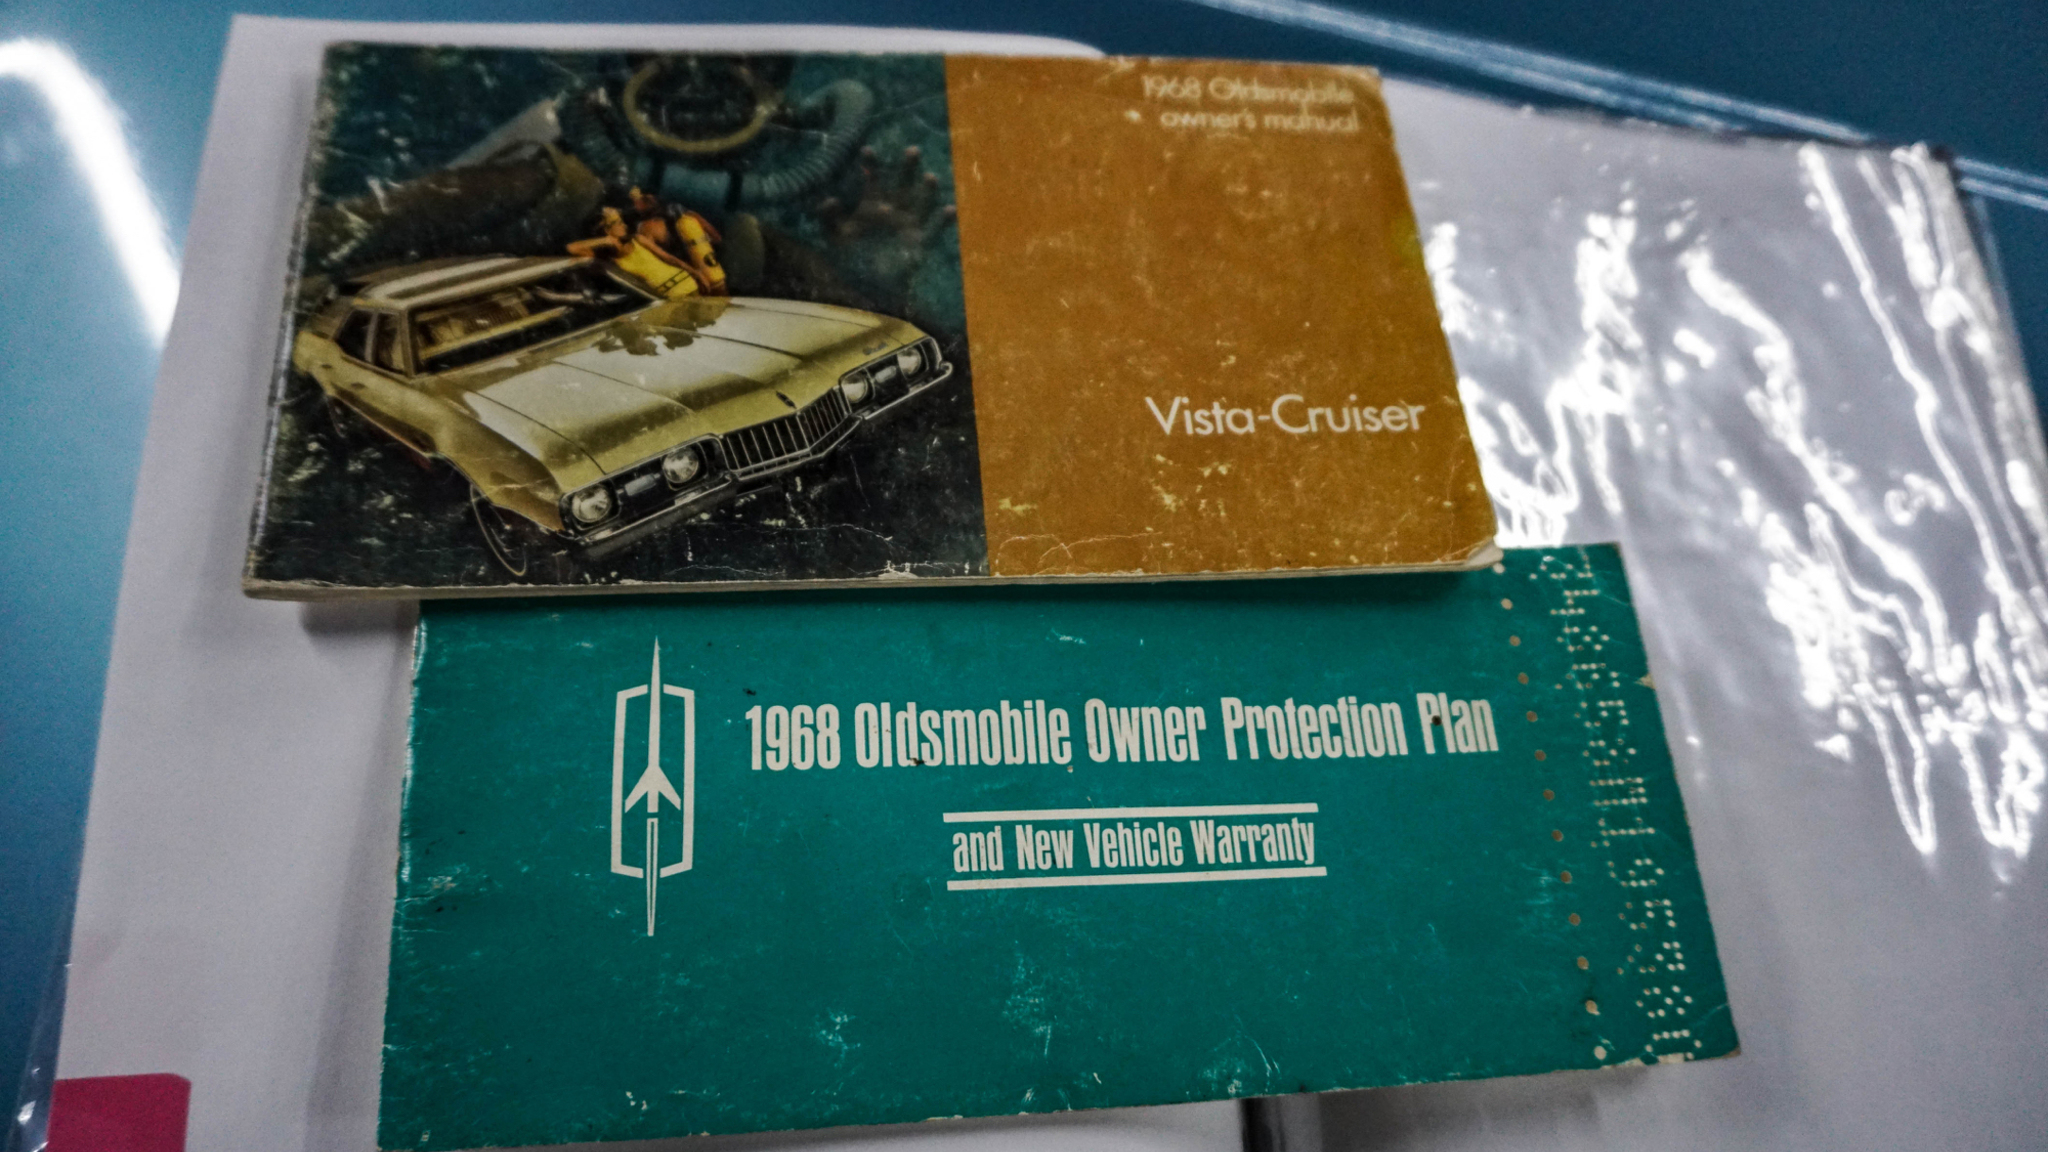 1968 Oldsmobile
owner's manual
Vista-Cruiser
1968 Oldsmobile Owner Protection Plan
and New Vehicle Warranty